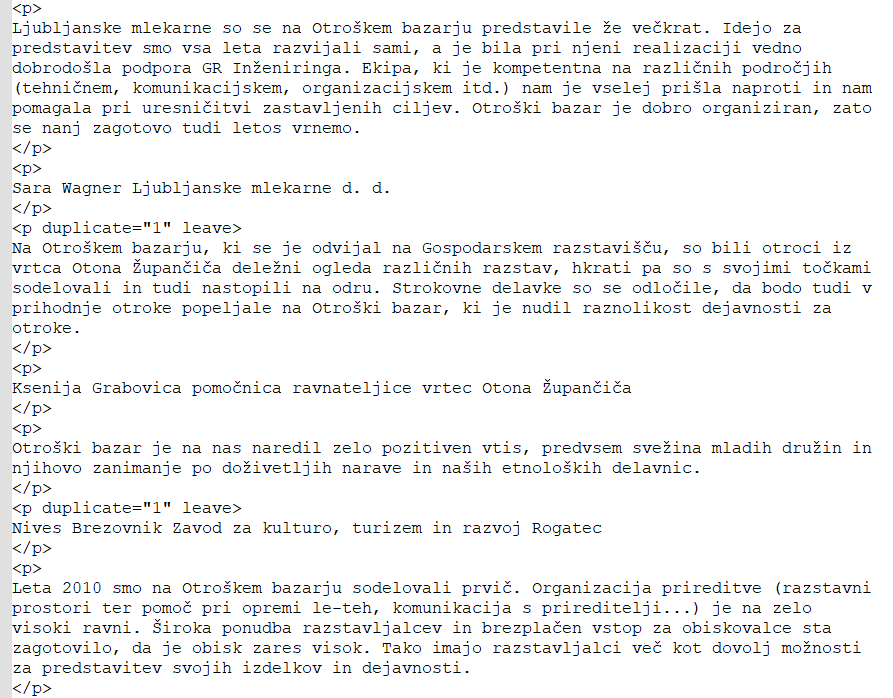 <p>
Ljubljanske mlekarne so se na Otroškem bazarju predstavile že večkrat. Idejo za
predstavitev smo vsa leta razvijali sami, a je bila pri njeni realizaciji vedno
dobrodošla podpora GR Inženiringa. Ekipa, ki je kompetentna na različnih področjih
(tehničnem, komunikacijskem, organizacijskem itd.) nam je vselej prišla naproti in nam
pomagala pri uresničitvi zastavljenih ciljev. Otroški bazar je dobro organiziran, zato
se nanj zagotovo tudi letos vrnemo.
</p>
<p>
Sara Wagner Ljubljanske mlekarne d. d.
</p>
<p duplicate="1" leave>
Na Otroškem bazarju, ki se je odvijal na Gospodarskem razstavišču, so bili otroci iz
vrtca Otona Župančiča deležni ogleda različnih razstav, hkrati pa so s svojimi točkami
sodelovali in tudi nastopili na odru. Strokovne delavke so se odločile, da bodo tudi v
prihodnje otroke popeljale na Otroški bazar, ki je nudil raznolikost dejavnosti za
otroke.
</p>
<p>
Ksenija Grabovica pomočnica ravnateljice vrtec Otona Župančiča
</p>
<p>
Otroški bazar je na nas naredil zelo pozitiven vtis, predvsem svežina mladih družin in
njihovo zanimanje po doživetljih narave in naših etnoloških delavnic.
</p>
<p duplicate="1" leave>
Nives Brezovnik Zavod za kulturo, turizem in razvoj Rogatec
</p>
<p>
Leta 2010 smo na Otroškem bazarju sodelovali prvič. Organizacija prireditve (razstavni
prostori ter pomoč pri opremi le-teh, komunikacija s prireditelji...) je na zelo
visoki ravni. Široka ponudba razstavljalcev in brezplačen vstop za obiskovalce sta
zagotovilo, da je obisk zares visok. Tako imajo razstavljalci več kot dovolj možnosti
za predstavitev svojih izdelkov in dejavnosti.
</p>